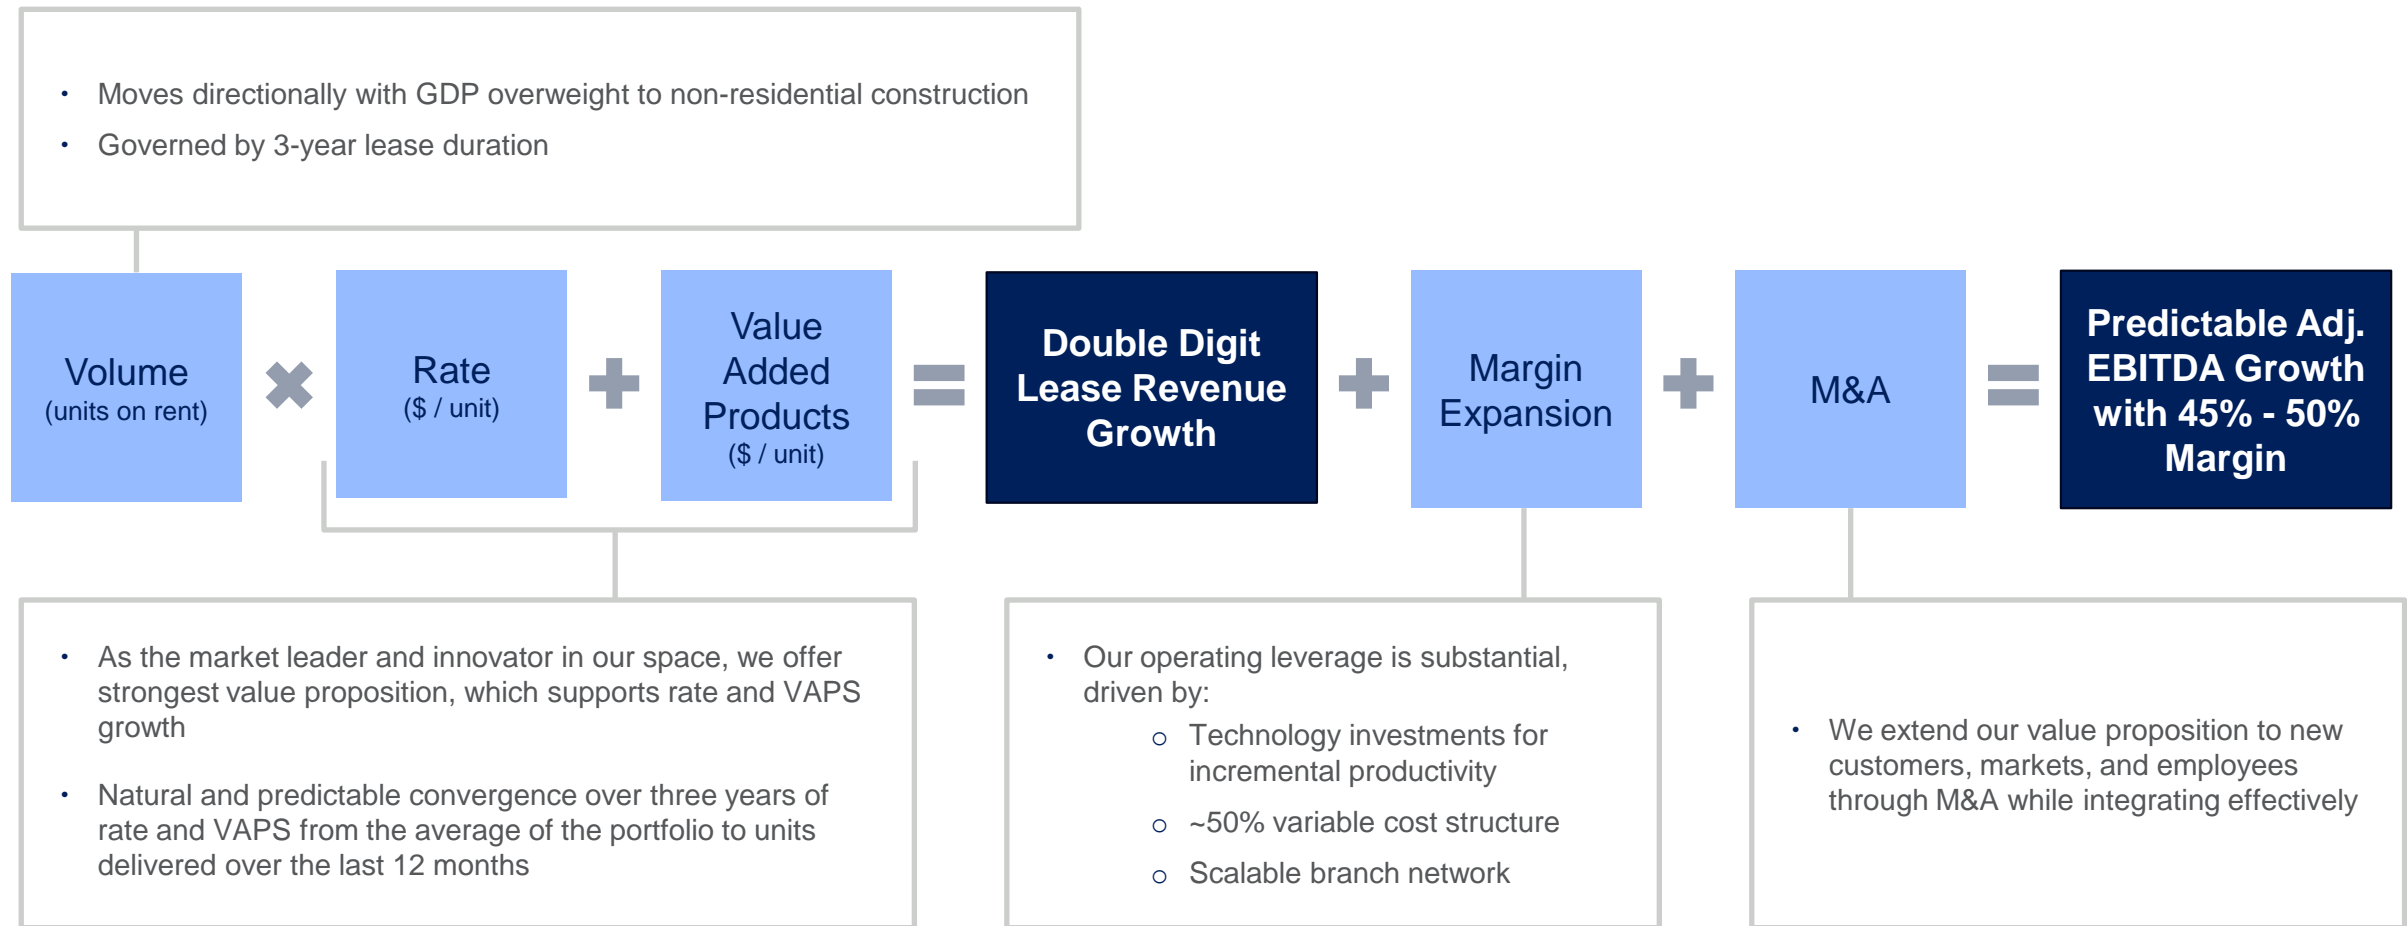 • Moves directionally with GDP overweight to non-residential construction
• Governed by 3-year lease duration
Volume
(units on rent)
Rate
($ / unit)
Value
Added
Products
($ / unit)
Double Digit
Lease Revenue
Growth
Margin
Expansion
M&A
Predictable Adj.
EBITDA Growth
with 45% - 50%
Margin
• As the market leader and innovator in our space, we offer
strongest value proposition, which supports rate and VAPS
growth
• Natural and predictable convergence over three years of
rate and VAPS from the average of the portfolio to units
delivered over the last 12 months
• Our operating leverage is substantial,
driven by:
o Technology investments for
incremental productivity
o ~50% variable cost structure
o Scalable branch network
• We extend our value proposition to new
customers, markets, and employees
through M&A while integrating effectively